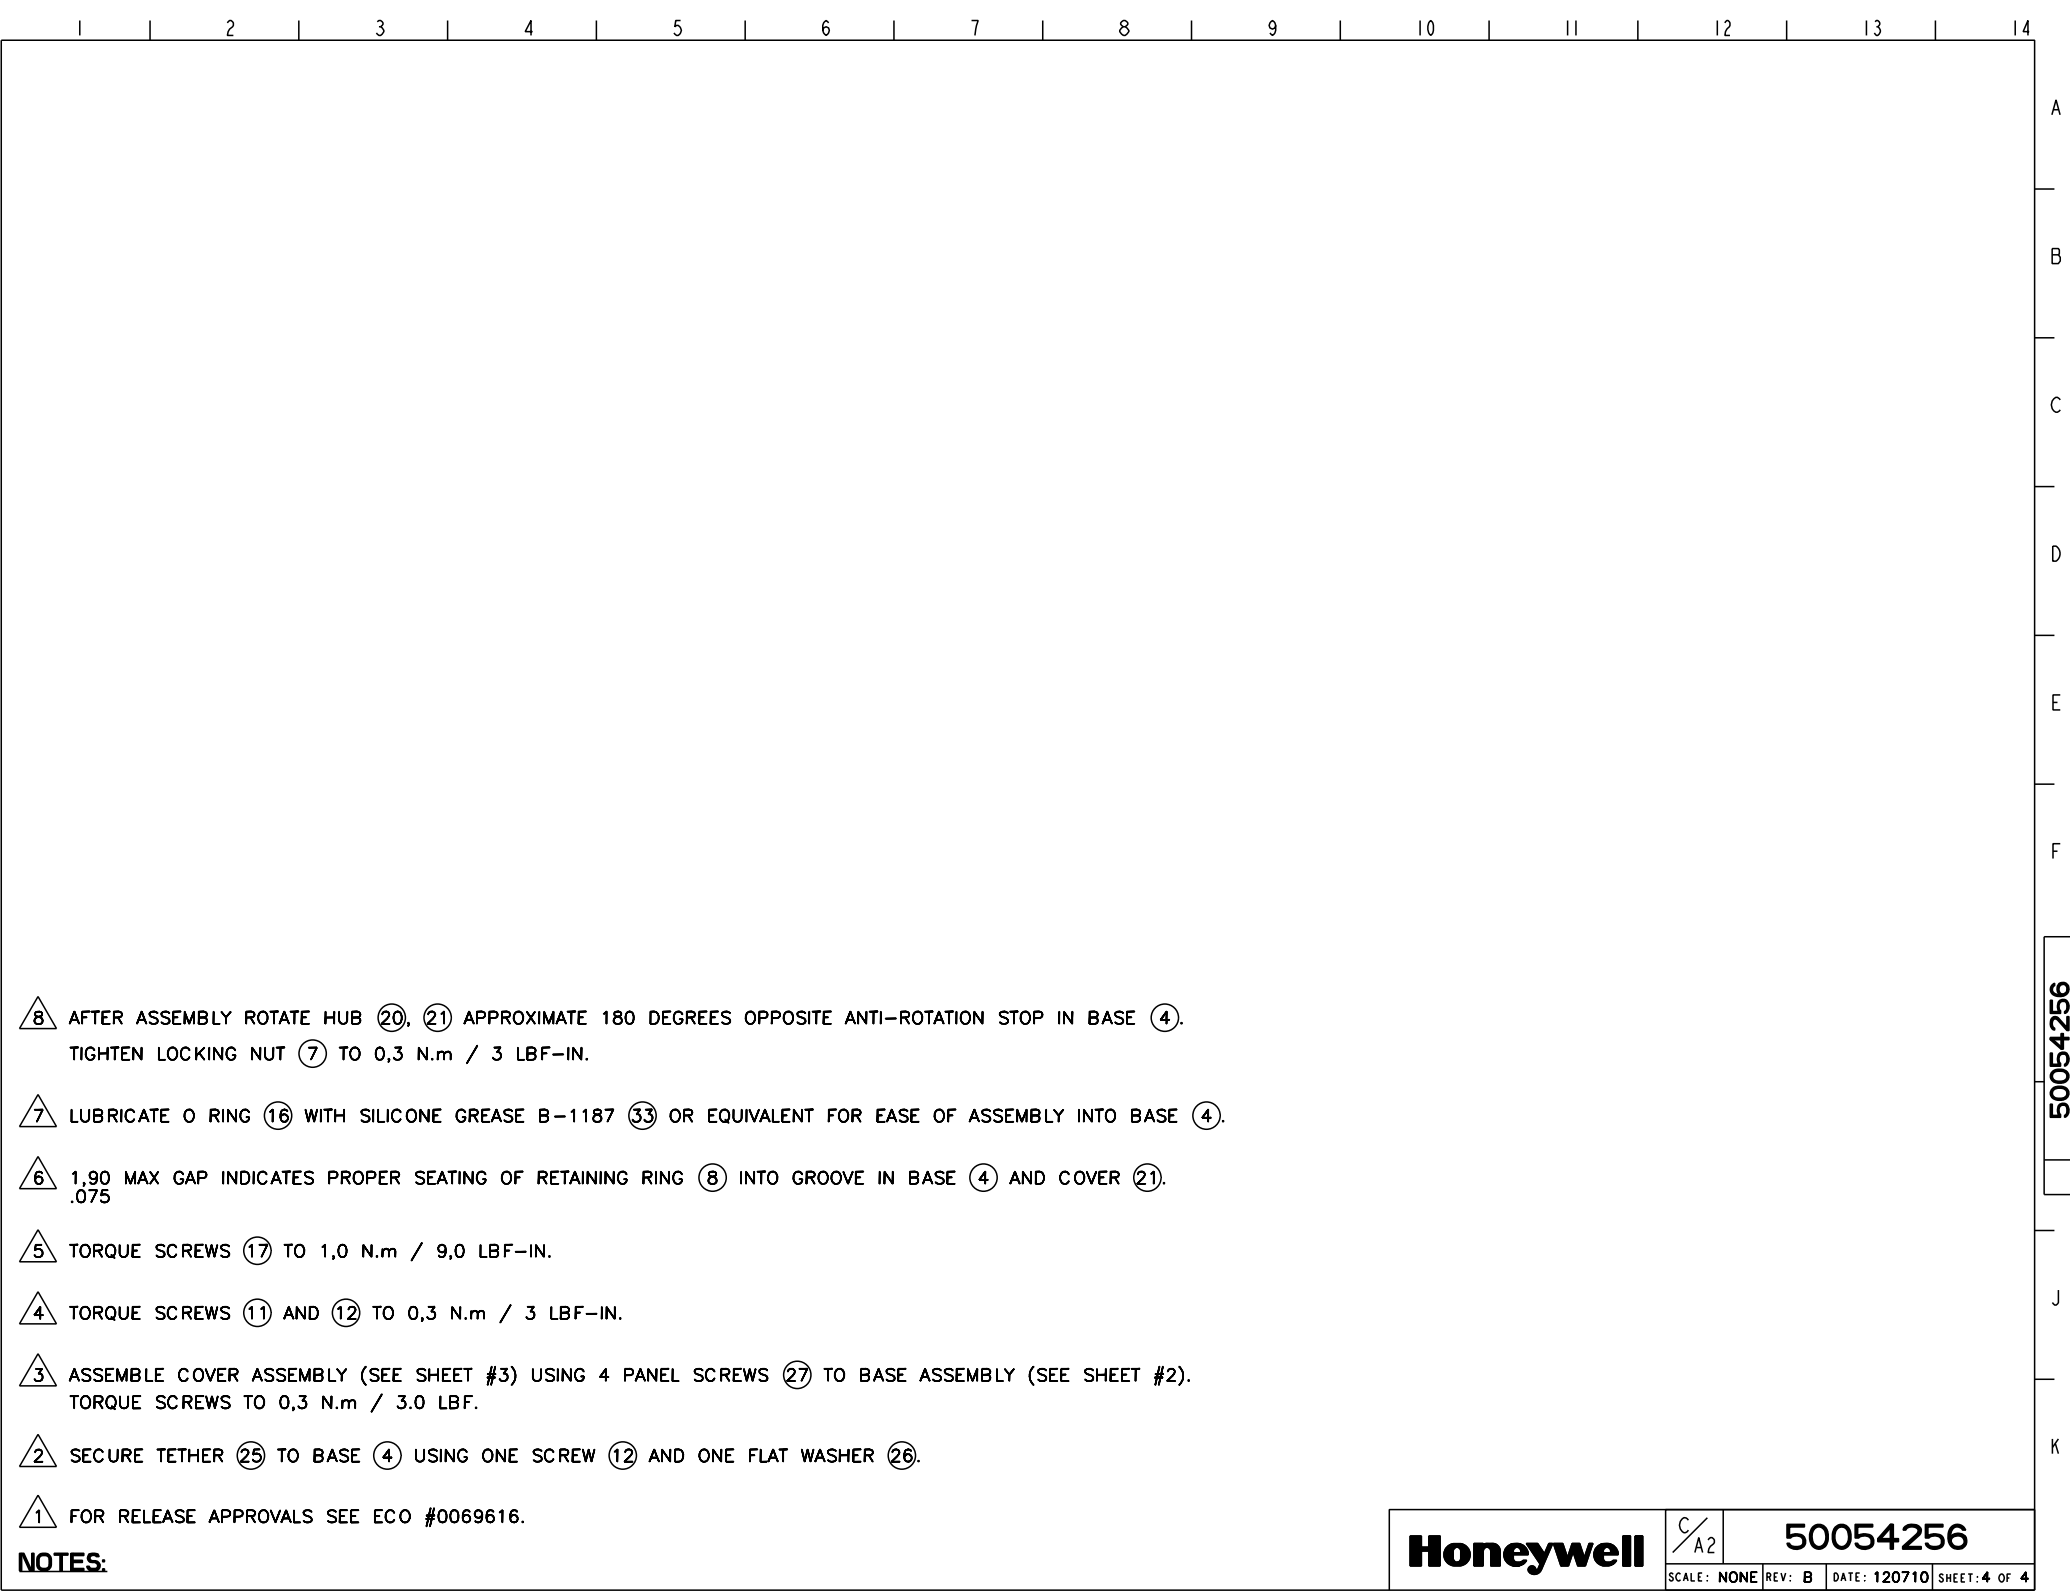 1 2 3 4 5 6 7 8 9 10 11 12 13 14
A
B
C
D
E
F
50054256
J
K
8 AFTER ASSEMBLY ROTATE HUB 20, 21 APPROXIMATE 180 DEGREES OPPOSITE ANTI-ROTATION STOP IN BASE 4.
TIGHTEN LOCKING NUT 7 TO 0,3 N.m / 3 LBF-IN.
7 LUBRICATE O RING 16 WITH SILICONE GREASE B-1187 33 OR EQUIVALENT FOR EASE OF ASSEMBLY INTO BASE 4.
6 1,90 MAX GAP INDICATES PROPER SEATING OF RETAINING RING 8 INTO GROOVE IN BASE 4 AND COVER 21.
.075
5 TORQUE SCREWS 17 TO 1,0 N.m / 9,0 LBF-IN.
4 TORQUE SCREWS 11 AND 12 TO 0,3 N.m / 3 LBF-IN.
3 ASSEMBLE COVER ASSEMBLY (SEE SHEET #3) USING 4 PANEL SCREWS 27 TO BASE ASSEMBLY (SEE SHEET #2).
TORQUE SCREWS TO 0,3 N.m / 3.0 LBF.
2 SECURE TETHER 25 TO BASE 4 USING ONE SCREW 12 AND ONE FLAT WASHER 26.
1 FOR RELEASE APPROVALS SEE ECO #0069616.
NOTES:
Honeywell
C/A2
50054256
SCALE: NONE REV: B DATE: 120710 SHEET: 4 OF 4